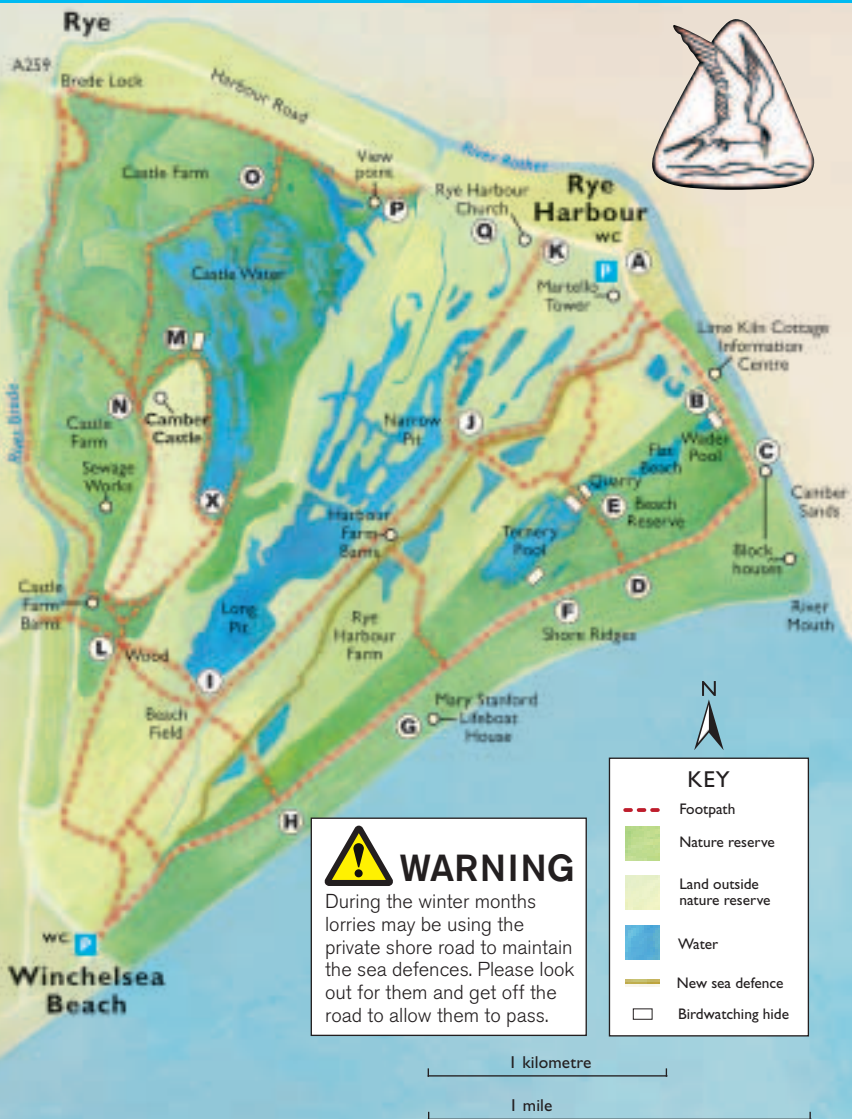 Rye
A259
Brede Lock
Harbour Road
River Rother
Castle Farm
O
View
point
P
Rye Harbour
Church
Q
Rye
Harbour
WC
K
P
A
Martello
Tower
Castle Water
Lime Kiln Cottage
Information
Centre
M
B
Wader
Pool
River Brede
N
Camber
Castle
Castle
Farm
Narrow
Pit
J
Flat
Beach
C
Sewage
Works
X
Quarry
E
Beach
Reserve
Camber
Sands
Harbour
Farm
Barns
Ternery
Pool
Block
houses
Castle
Farm
Barns
D
River
Mouth
Long
Pit
F
Shore Ridges
Rye
Harbour
Farm
L
Wood
I
Beach
Field
G
Mary Stanford
Lifeboat
House
N
H
KEY
Footpath
Nature reserve
Land outside
nature reserve
Water
New sea defence
Birdwatching hide
WARNING
During the winter months
lorries may be using the
private shore road to maintain
the sea defences. Please look
out for them and get off the
road to allow them to pass.
WC P
Winchelsea
Beach
1 kilometre
1 mile